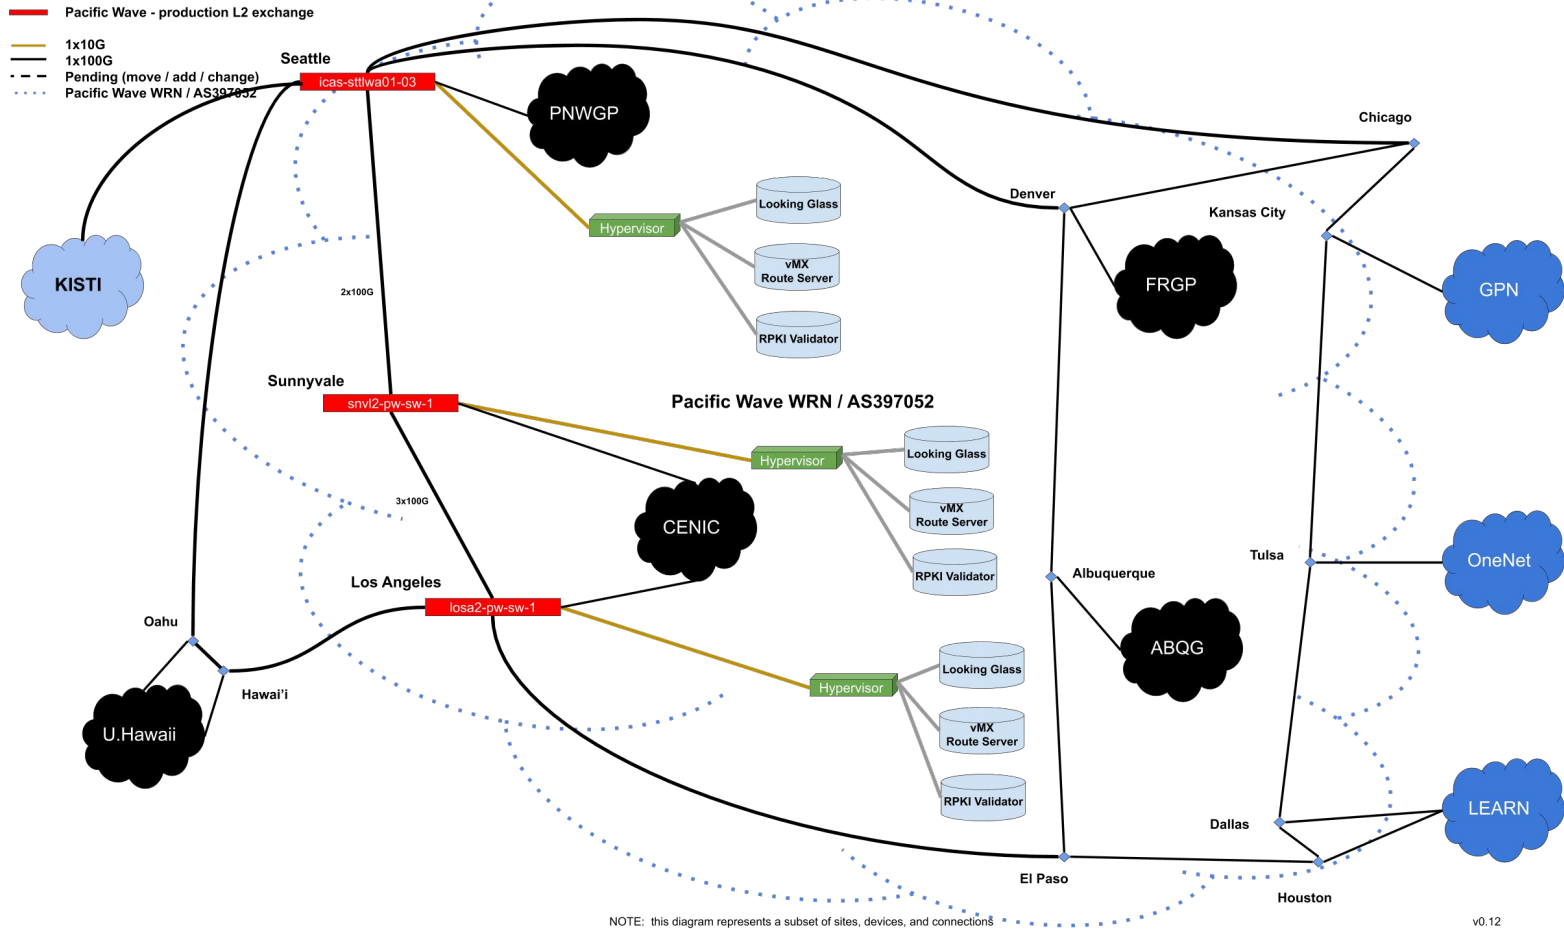 Pacific Wave - production L2 exchange
1x10G
1x100G
Pending (move / add / change)
Pacific Wave WRN / AS397052
Seattle
icas-sttlwa01-03
PNWGP
Chicago
Denver
Kansas City
Looking Glass
Hypervisor
vMX
Route Server
RPKI Validator
KISTI
FRGP
GPN
2x100G
Sunnyvale
snvl2-pw-sw-1
Pacific Wave WRN / AS397052
Hypervisor
Looking Glass
vMX
Route Server
RPKI Validator
3x100G
CENIC
Tulsa
OneNet
Albuquerque
Los Angeles
losa2-pw-sw-1
Oahu
Hawai'i
U.Hawaii
ABQG
Looking Glass
Hypervisor
vMX
Route Server
RPKI Validator
Dallas
LEARN
El Paso
Houston
NOTE: this diagram represents a subset of sites, devices, and connections
v0.12